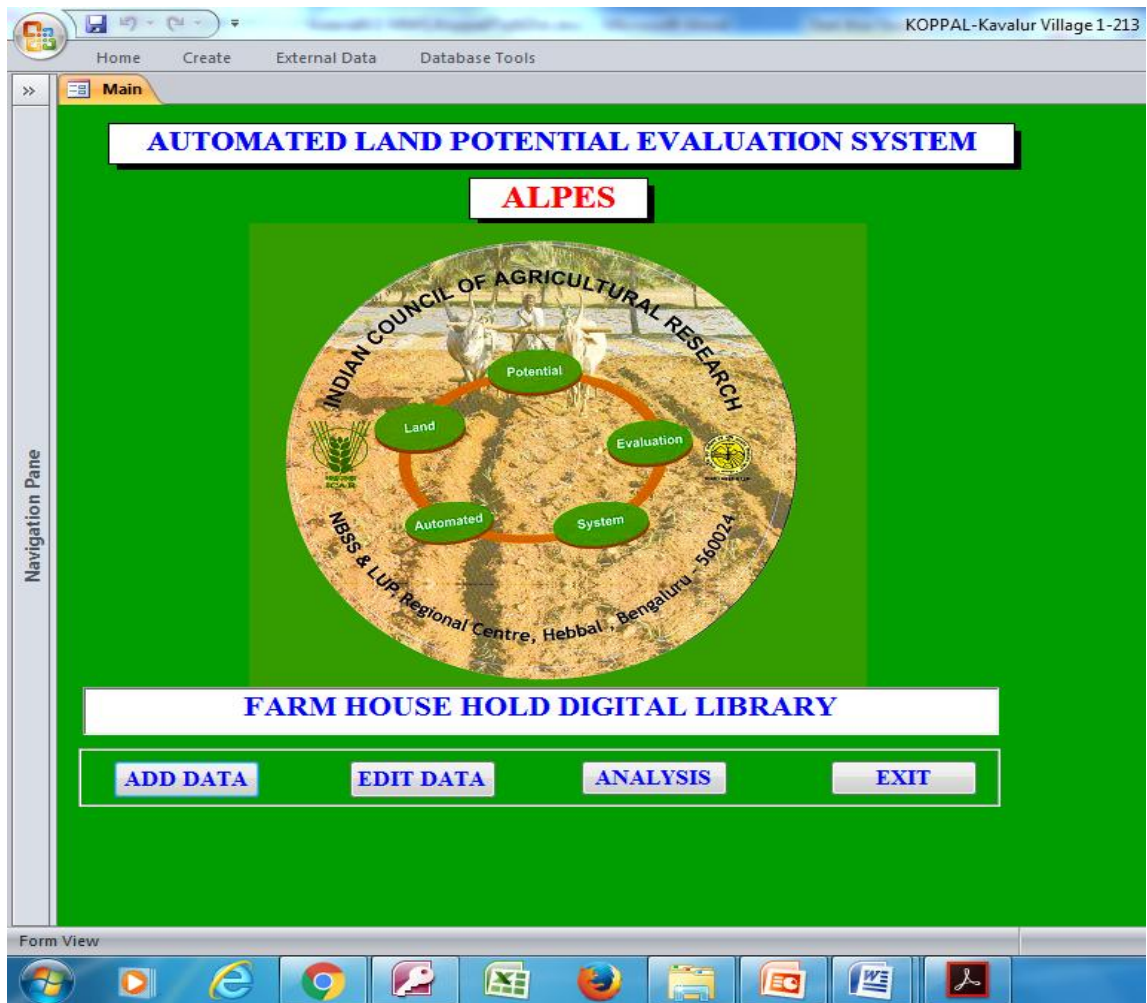 KOPPAL-Kavalur Village 1-213
Home Create External Data Database Tools
Main
Navigation Pane
AUTOMATED LAND POTENTIAL EVALUATION SYSTEM
ALPES
INDIAN COUNCIL OF AGRICULTURAL RESEARCH
Potential
Land
Evaluation
Automated
System
NBSS & LUP, Regional Centre, Hebbal , Bengaluru - 560024
FARM HOUSE HOLD DIGITAL LIBRARY
ADD DATA EDIT DATA ANALYSIS EXIT
Form View